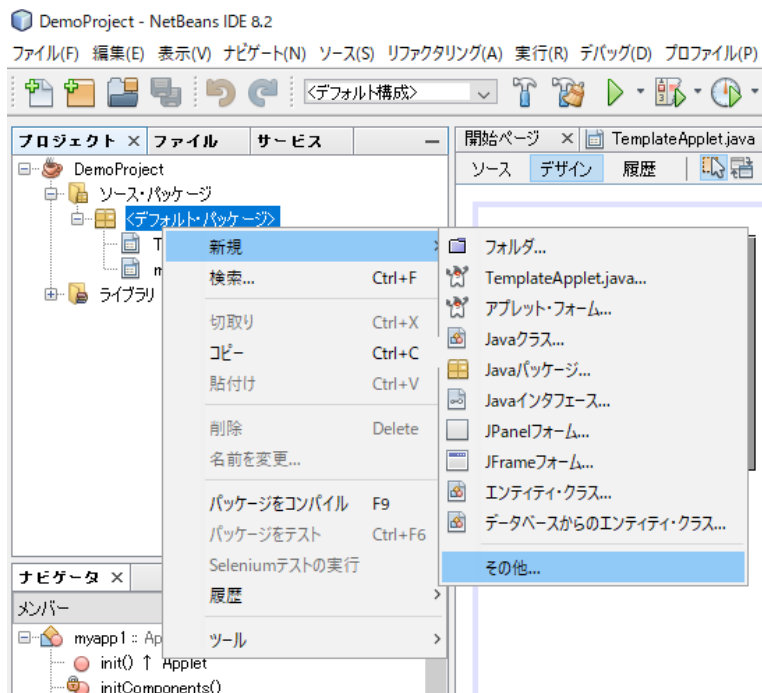 DemoProject - NetBeans IDE 8.2
ファイル(F) 編集(E) 表示(V) ナビゲート(N) ソース(S) リファクタリング(A) 実行(R) デバッグ(D) プロファイル(P)
<デフォルト構成>
プロジェクト × ファイル サービス
開始ページ × TemplateApplet.java
ソース デザイン 履歴
DemoProject
ソース・パッケージ
<デフォルト・パッケージ>
T
m
ライブラリ
新規
検索... Ctrl+F
切取り Ctrl+X
コピー Ctrl+C
貼付け Ctrl+V
削除 Delete
名前を変更...
パッケージをコンパイル F9
パッケージをテスト Ctrl+F6
Seleniumテストの実行
履歴
ツール
フォルダ...
TemplateApplet.java...
アプレット・フォーム...
Javaクラス...
Javaパッケージ...
Javaインタフェース...
JPanelフォーム...
JFrameフォーム...
エンティティ・クラス...
データベースからのエンティティ・クラス...
その他...
ナビゲータ ×
メンバー
myapp1 :: Ap
init() ↑ Applet
initComponents()